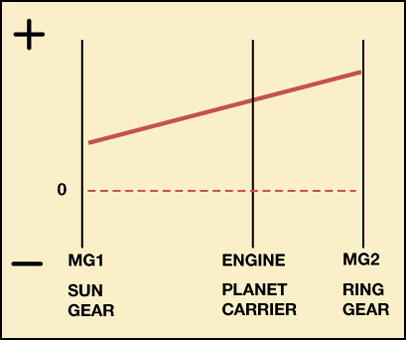 +
0
−
MG1 ENGINE MG2
SUN PLANET RING
GEAR CARRIER GEAR